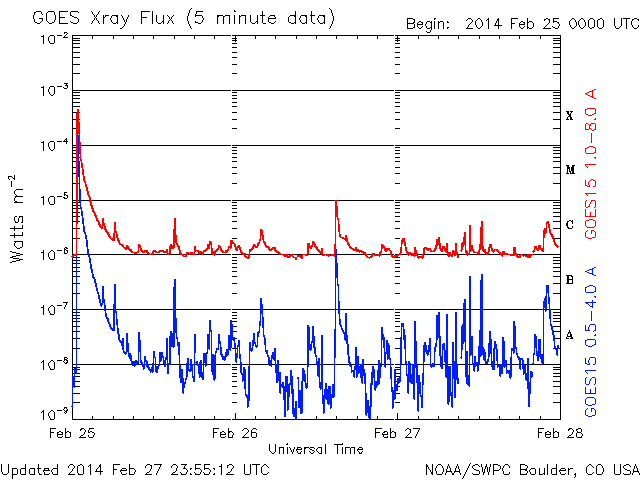 GOES Xray Flux (5 minute data)
Begin: 2014 Feb 25 0000 UTC
10⁻²
10⁻³
10⁻⁴
10⁻⁵
10⁻⁶
10⁻⁷
10⁻⁸
10⁻⁹
Watts m⁻²
X
M
C
B
A
GOES15 1.0-8.0 A
GOES15 0.5-4.0 A
Feb 25
Feb 26
Feb 27
Feb 28
Universal Time
Updated 2014 Feb 27 23:55:12 UTC
NOAA/SWPC Boulder, CO USA